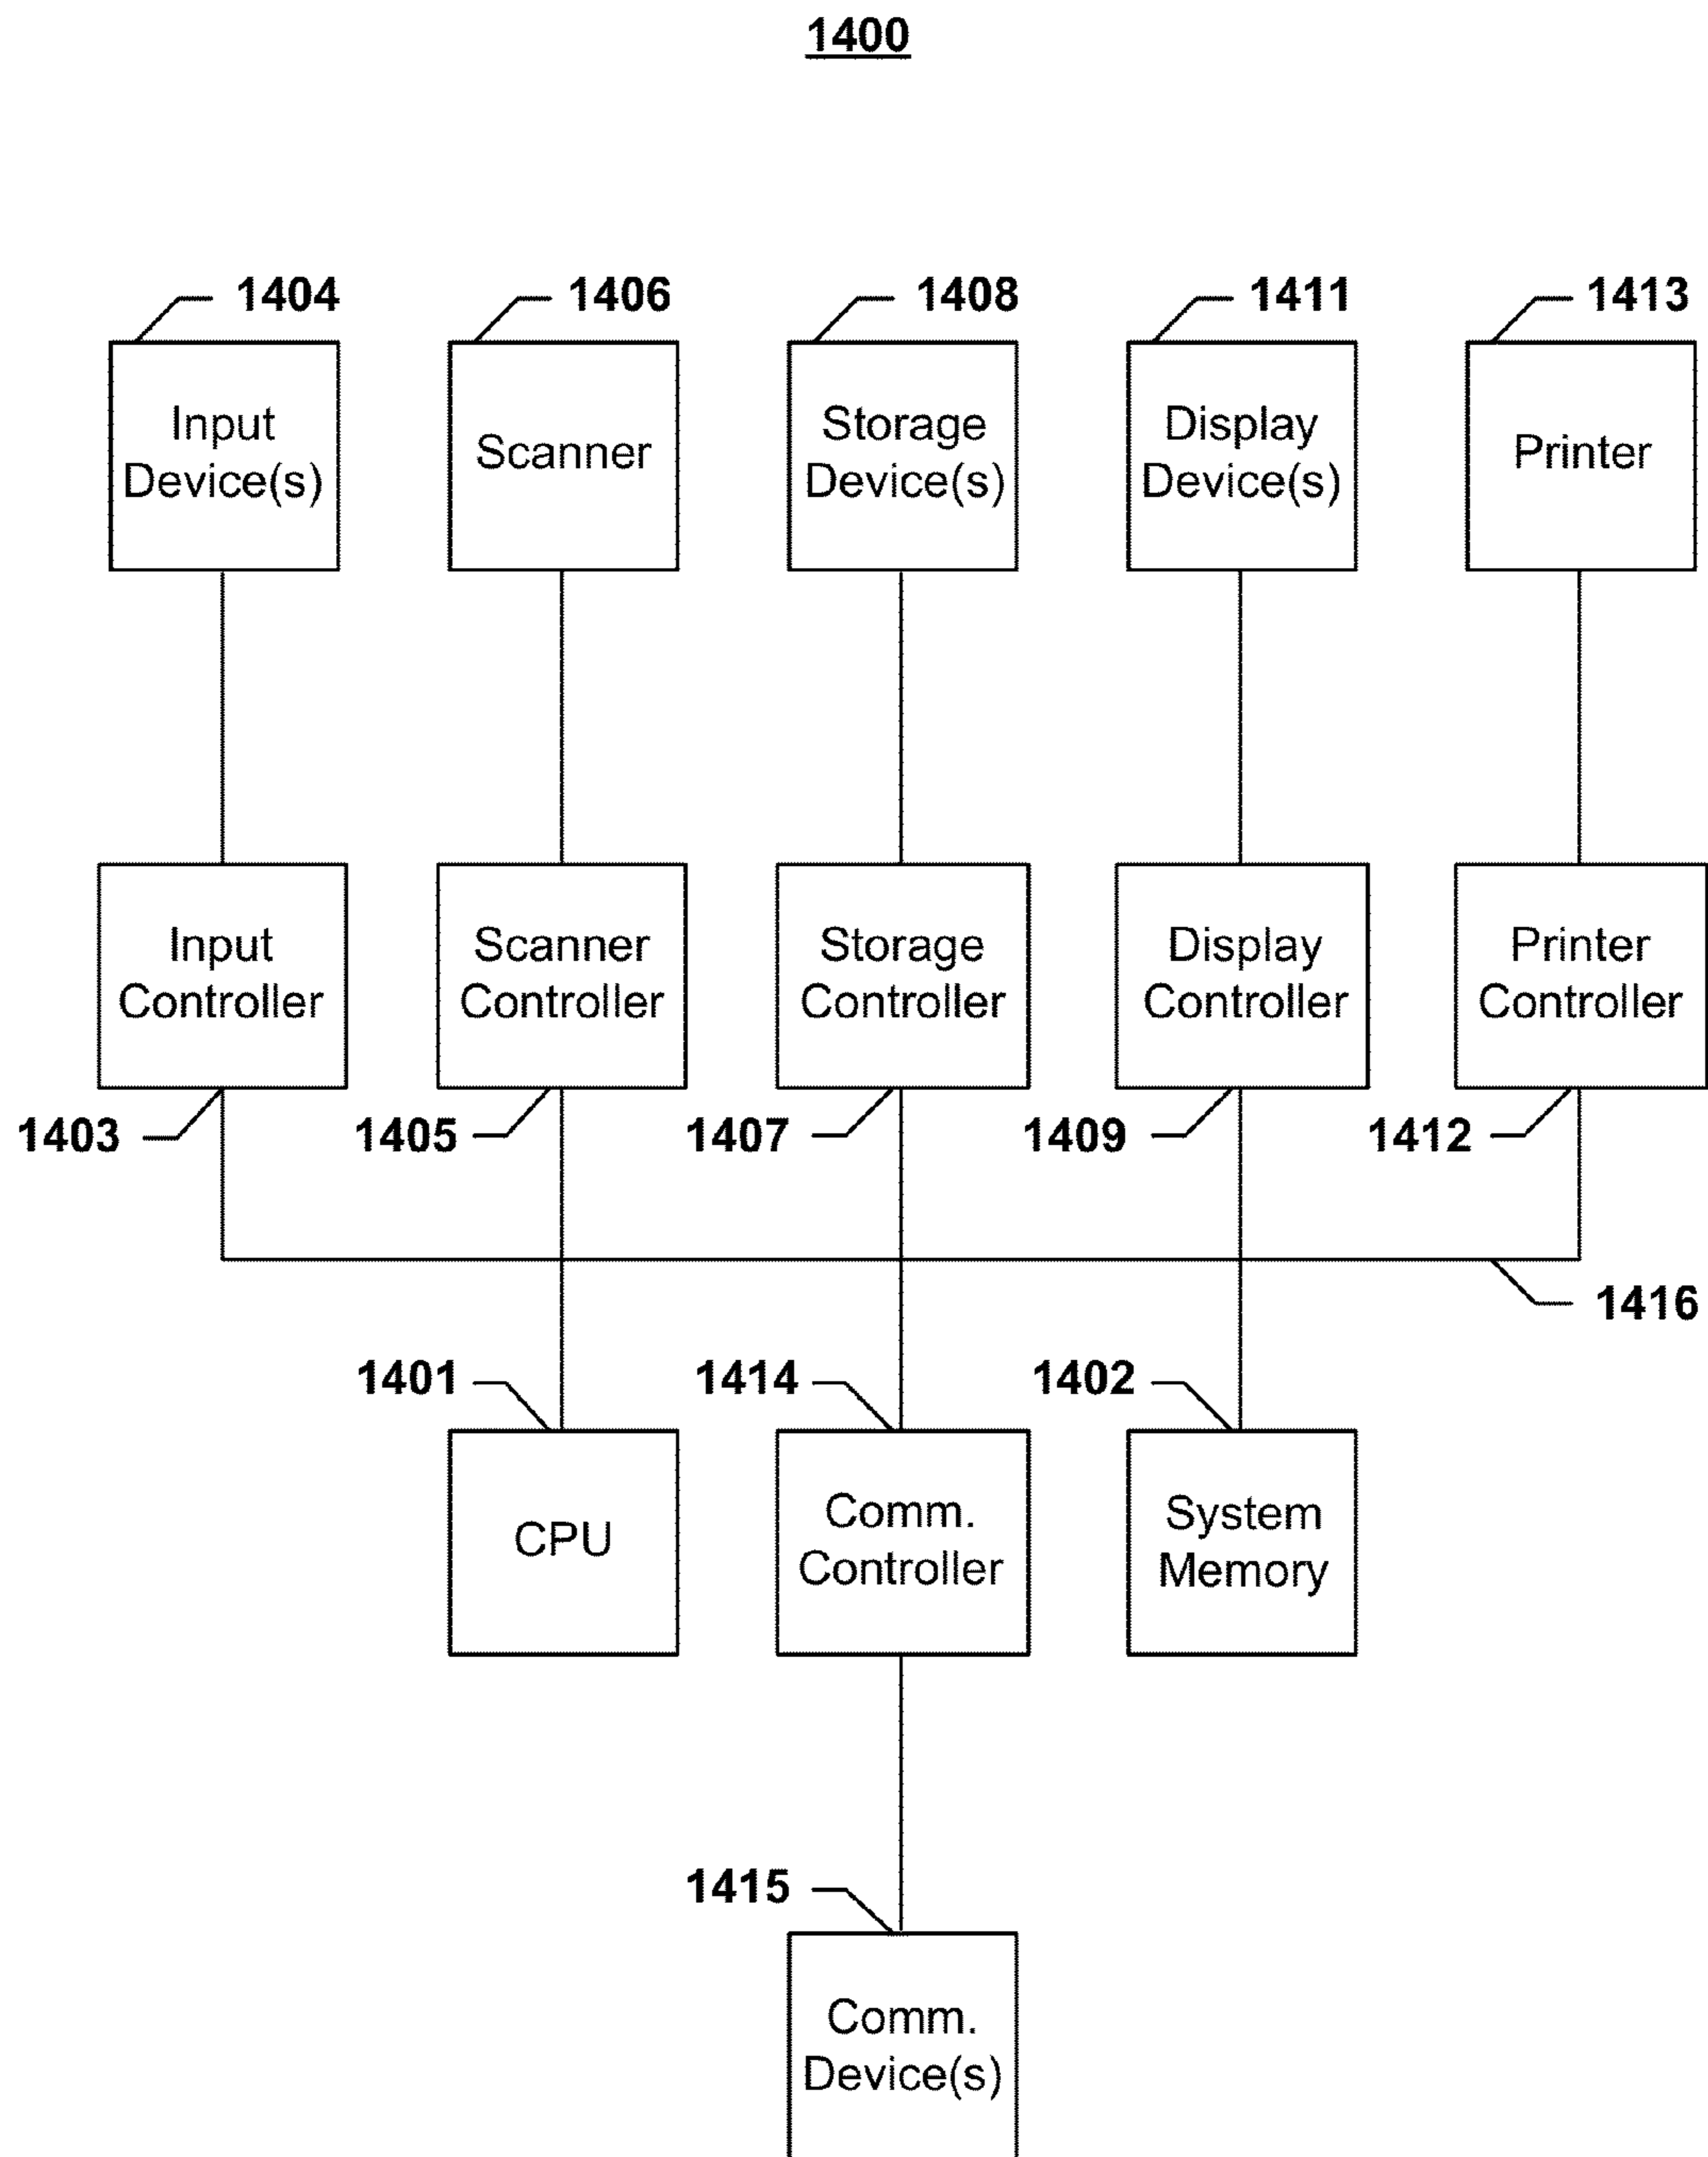 1400
1404 1406 1408 1411 1413
Input Device(s)
Scanner
Storage Device(s)
Display Device(s)
Printer
Input Controller
Scanner Controller
Storage Controller
Display Controller
Printer Controller
1403 1405 1407 1409 1412
1416
1401 1414 1402
CPU
Comm. Controller
System Memory
1415
Comm. Device(s)